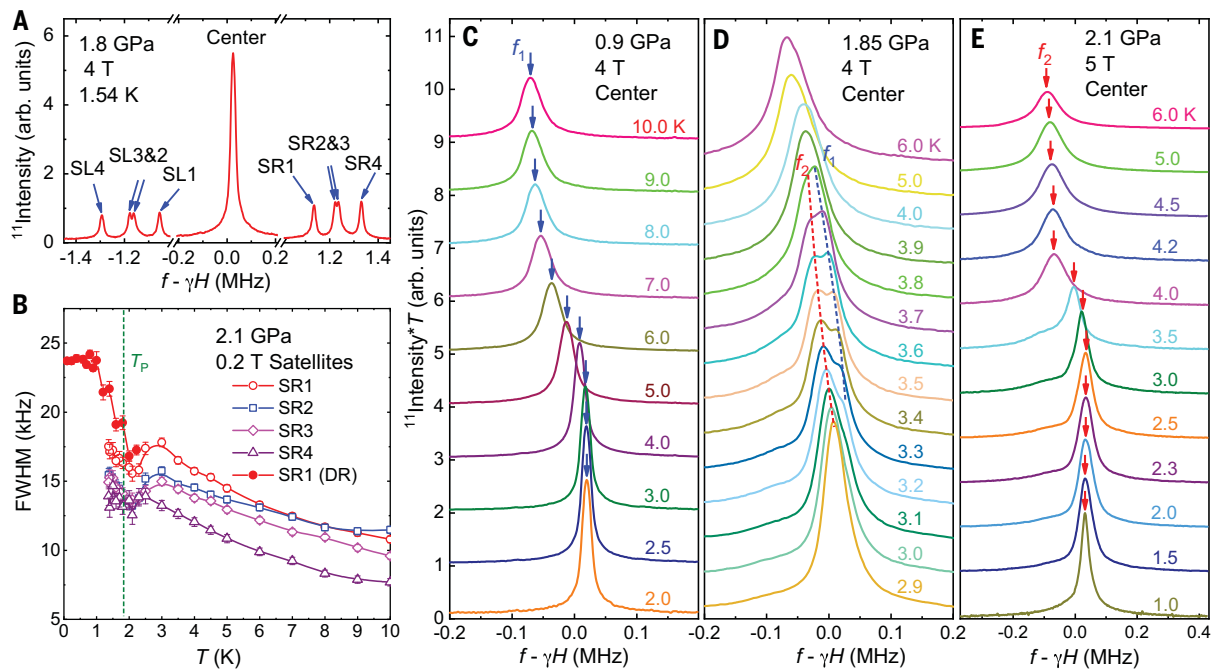 A
1.8 GPa
4 T
1.54 K
Center
SL4
SL3&2
SL1
SR1
SR2&3
SR4
¹¹Intensity (arb. units)
6
4
2
0
-1.4
-1.2
0.0
0.2
1.2
1.4
f - γH (MHz)
B
2.1 GPa
0.2 T Satellites
T_P
SR1
SR2
SR3
SR4
SR1 (DR)
FWHM (kHz)
25
20
15
10
5
0 1 2 3 4 5 6 7 8 9 10
T (K)
C
0.9 GPa
4 T
Center
f₁
¹¹Intensity*T (arb. units)
11
10
9
8
7
6
5
4
3
2
1
0
10.0 K
9.0
8.0
7.0
6.0
5.0
4.0
3.0
2.5
2.0
-0.2 -0.1 0.0 0.1 0.2
f - γH (MHz)
D
1.85 GPa
4 T
Center
f₂
f₁
6.0 K
5.0
4.0
3.9
3.8
3.7
3.6
3.5
3.4
3.3
3.2
3.1
3.0
2.9
-0.2 -0.1 0.0 0.1 0.2
f - γH (MHz)
E
2.1 GPa
5 T
Center
f₂
6.0 K
5.0
4.5
4.2
4.0
3.5
3.0
2.5
2.3
2.0
1.5
1.0
-0.2 0.0 0.2 0.4
f - γH (MHz)